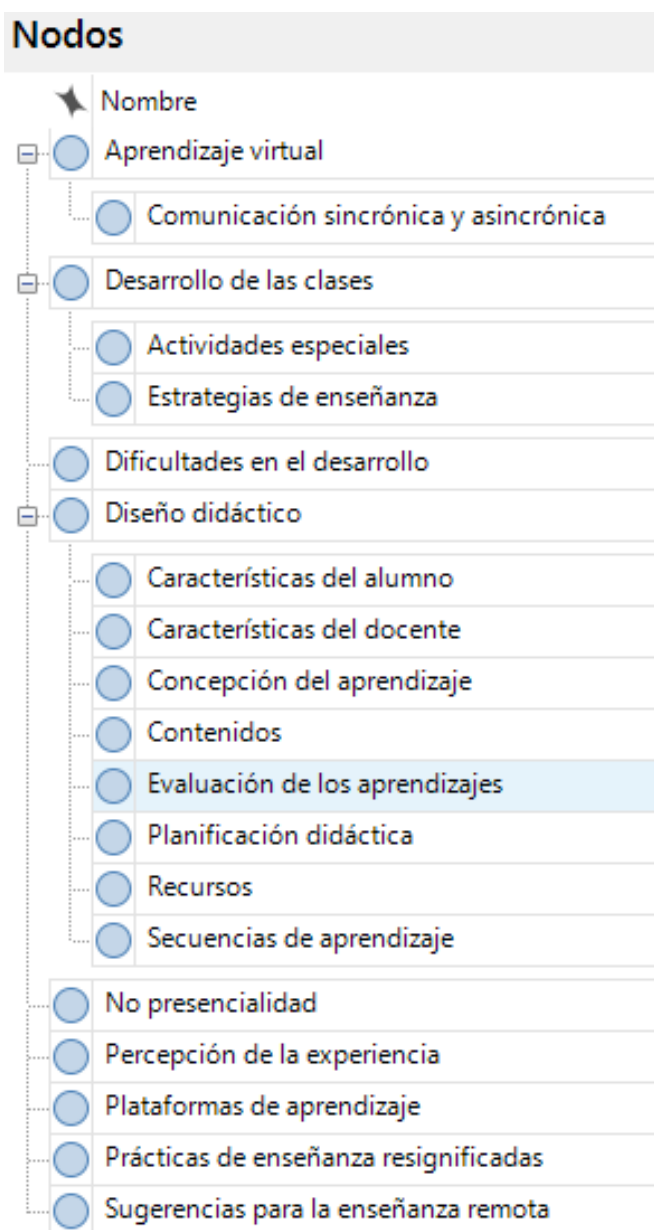 Nodos
Nombre
Aprendizaje virtual
Comunicación sincrónica y asincrónica
Desarrollo de las clases
Actividades especiales
Estrategias de enseñanza
Dificultades en el desarrollo
Diseño didáctico
Características del alumno
Características del docente
Concepción del aprendizaje
Contenidos
Evaluación de los aprendizajes
Planificación didáctica
Recursos
Secuencias de aprendizaje
No presencialidad
Percepción de la experiencia
Plataformas de aprendizaje
Prácticas de enseñanza resignificadas
Sugerencias para la enseñanza remota